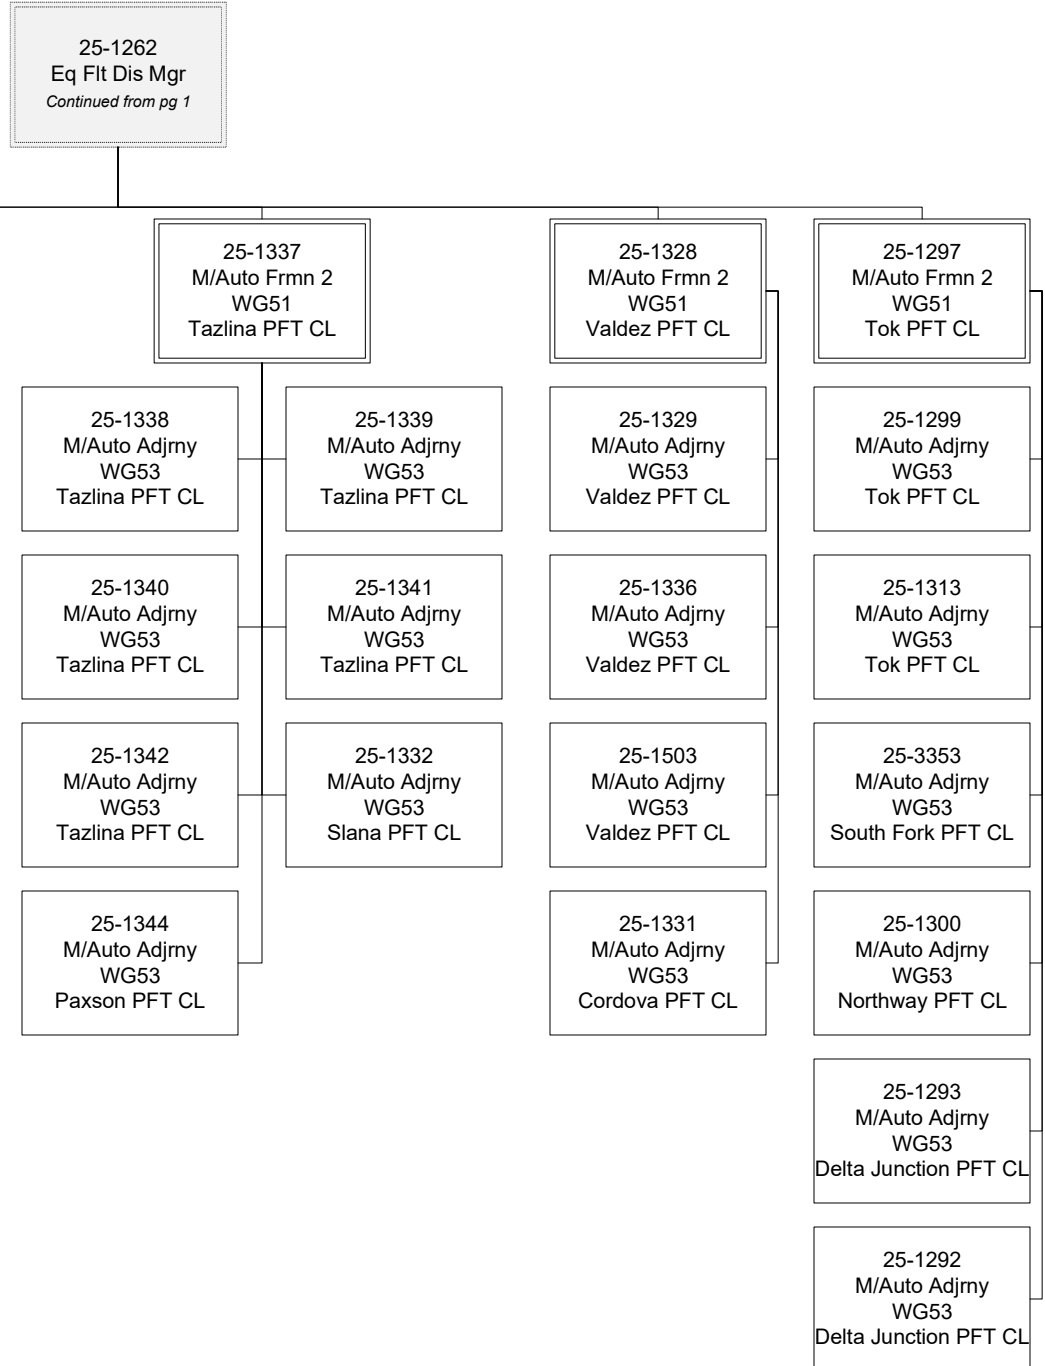 25-1262
Eq Flt Dis Mgr
Continued from pg 1
25-1337
M/Auto Frmn 2
WG51
Tazlina PFT CL
25-1328
M/Auto Frmn 2
WG51
Valdez PFT CL
25-1297
M/Auto Frmn 2
WG51
Tok PFT CL
25-1338
M/Auto Adjrny
WG53
Tazlina PFT CL
25-1339
M/Auto Adjrny
WG53
Tazlina PFT CL
25-1329
M/Auto Adjrny
WG53
Valdez PFT CL
25-1299
M/Auto Adjrny
WG53
Tok PFT CL
25-1340
M/Auto Adjrny
WG53
Tazlina PFT CL
25-1341
M/Auto Adjrny
WG53
Tazlina PFT CL
25-1336
M/Auto Adjrny
WG53
Valdez PFT CL
25-1313
M/Auto Adjrny
WG53
Tok PFT CL
25-1342
M/Auto Adjrny
WG53
Tazlina PFT CL
25-1332
M/Auto Adjrny
WG53
Slana PFT CL
25-1503
M/Auto Adjrny
WG53
Valdez PFT CL
25-3353
M/Auto Adjrny
WG53
South Fork PFT CL
25-1344
M/Auto Adjrny
WG53
Paxson PFT CL
25-1331
M/Auto Adjrny
WG53
Cordova PFT CL
25-1300
M/Auto Adjrny
WG53
Northway PFT CL
25-1293
M/Auto Adjrny
WG53
Delta Junction PFT CL
25-1292
M/Auto Adjrny
WG53
Delta Junction PFT CL